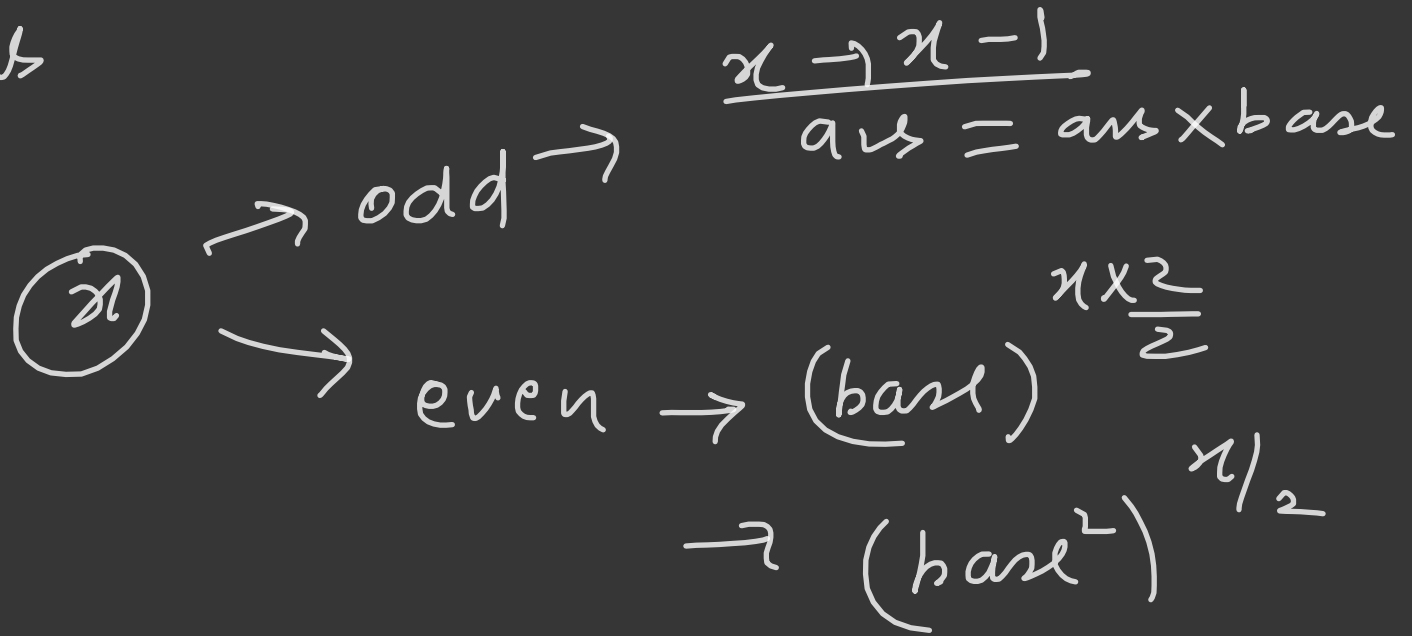 x → x - 1
odd → ans = ans × base
x
even → (base)^{x × 2/2}
→ (base²)^{x/2}